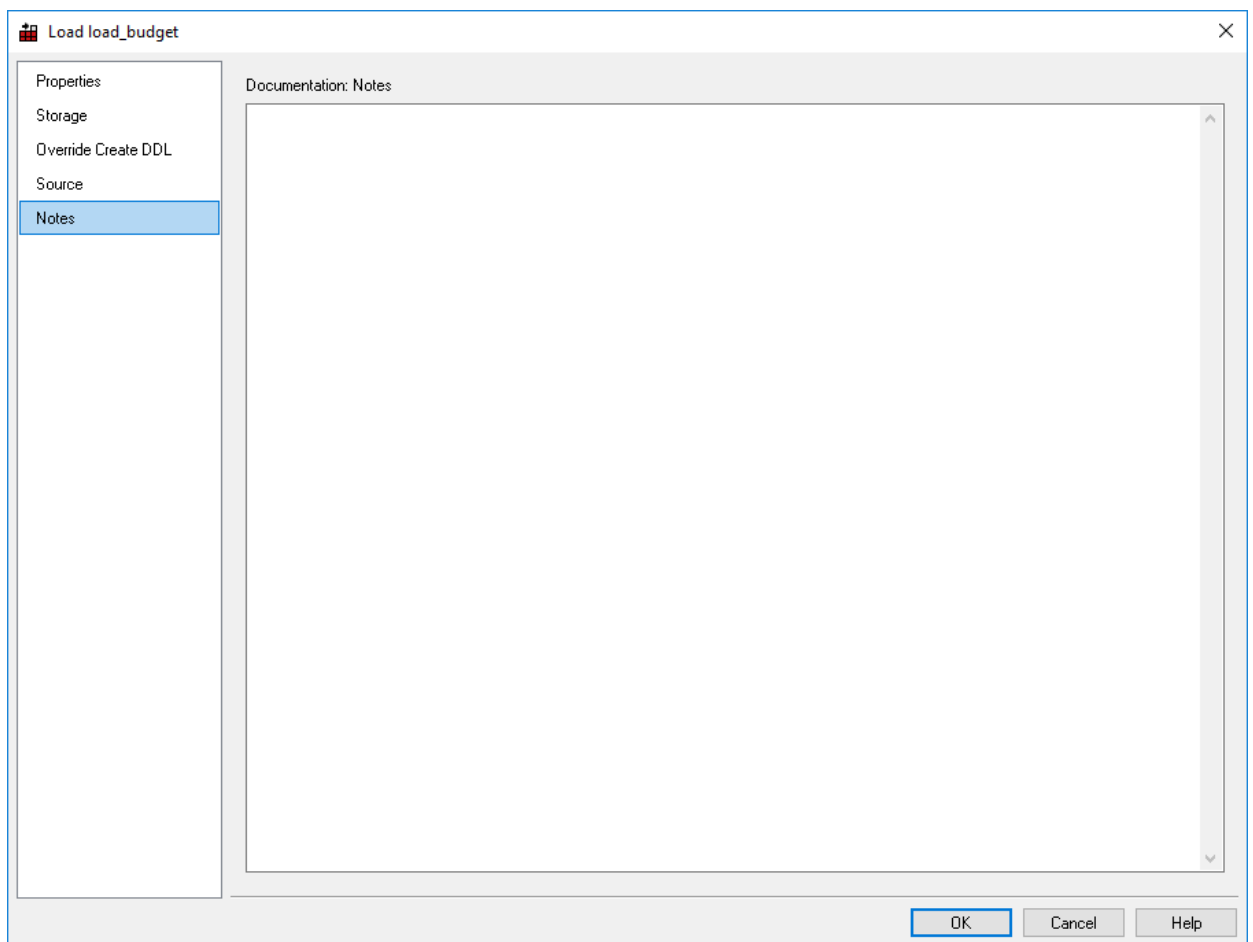 Load load_budget
Properties
Storage
Override Create DDL
Source
Notes
Documentation: Notes
OK
Cancel
Help